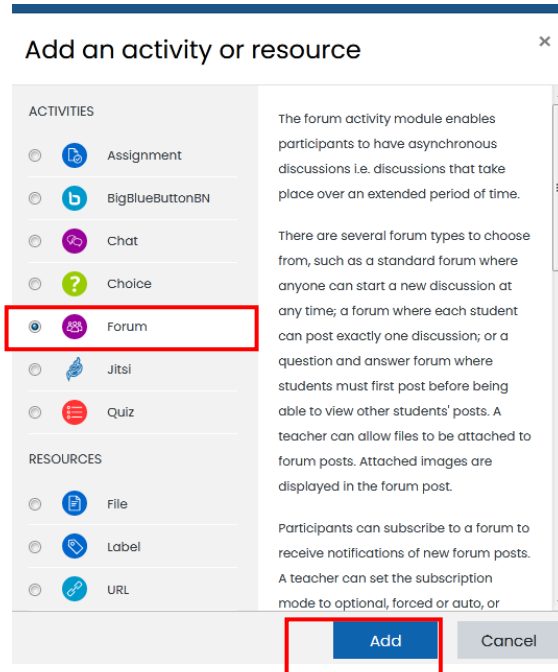 Add an activity or resource
×
ACTIVITIES
Assignment
BigBlueButtonBN
Chat
Choice
Forum
Jitsi
Quiz
RESOURCES
File
Label
URL
The forum activity module enables
participants to have asynchronous
discussions i.e. discussions that take
place over an extended period of time.
There are several forum types to choose
from, such as a standard forum where
anyone can start a new discussion at
any time; a forum where each student
can post exactly one discussion; or a
question and answer forum where
students must first post before being
able to view other students' posts. A
teacher can allow files to be attached to
forum posts. Attached images are
displayed in the forum post.
Participants can subscribe to a forum to
receive notifications of new forum posts.
A teacher can set the subscription
mode to optional, forced or auto, or
Add
Cancel